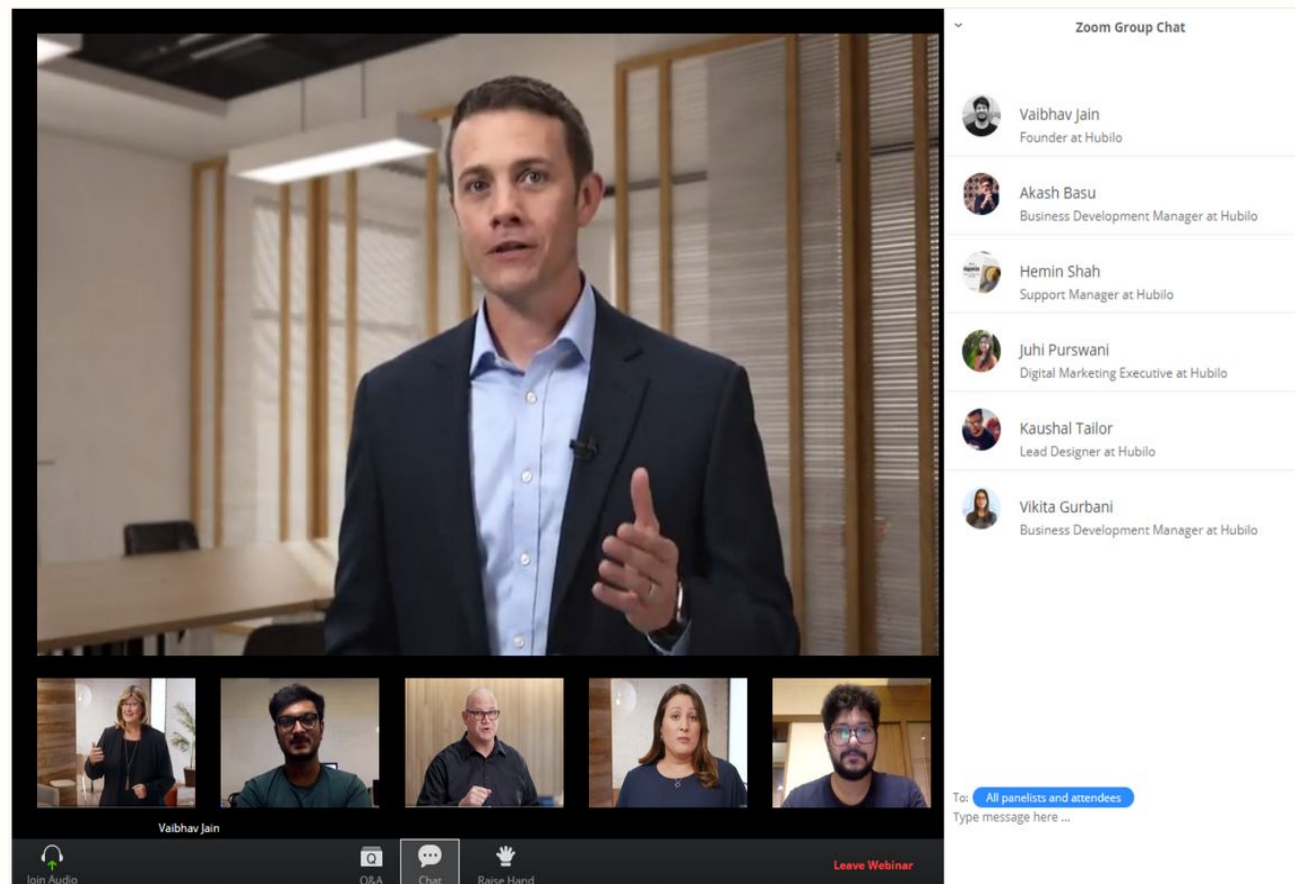 Zoom Group Chat
Vaibhav Jain
Founder at Hubilo
Akash Basu
Business Development Manager at Hubilo
Hemin Shah
Support Manager at Hubilo
Juhi Purswani
Digital Marketing Executive at Hubilo
Kaushal Tailor
Lead Designer at Hubilo
Vikita Gurbani
Business Development Manager at Hubilo
To: All panelists and attendees
Type message here ...
Vaibhav Jain
Join Audio
Q
Q&A
Chat
Raise Hand
Leave Webinar